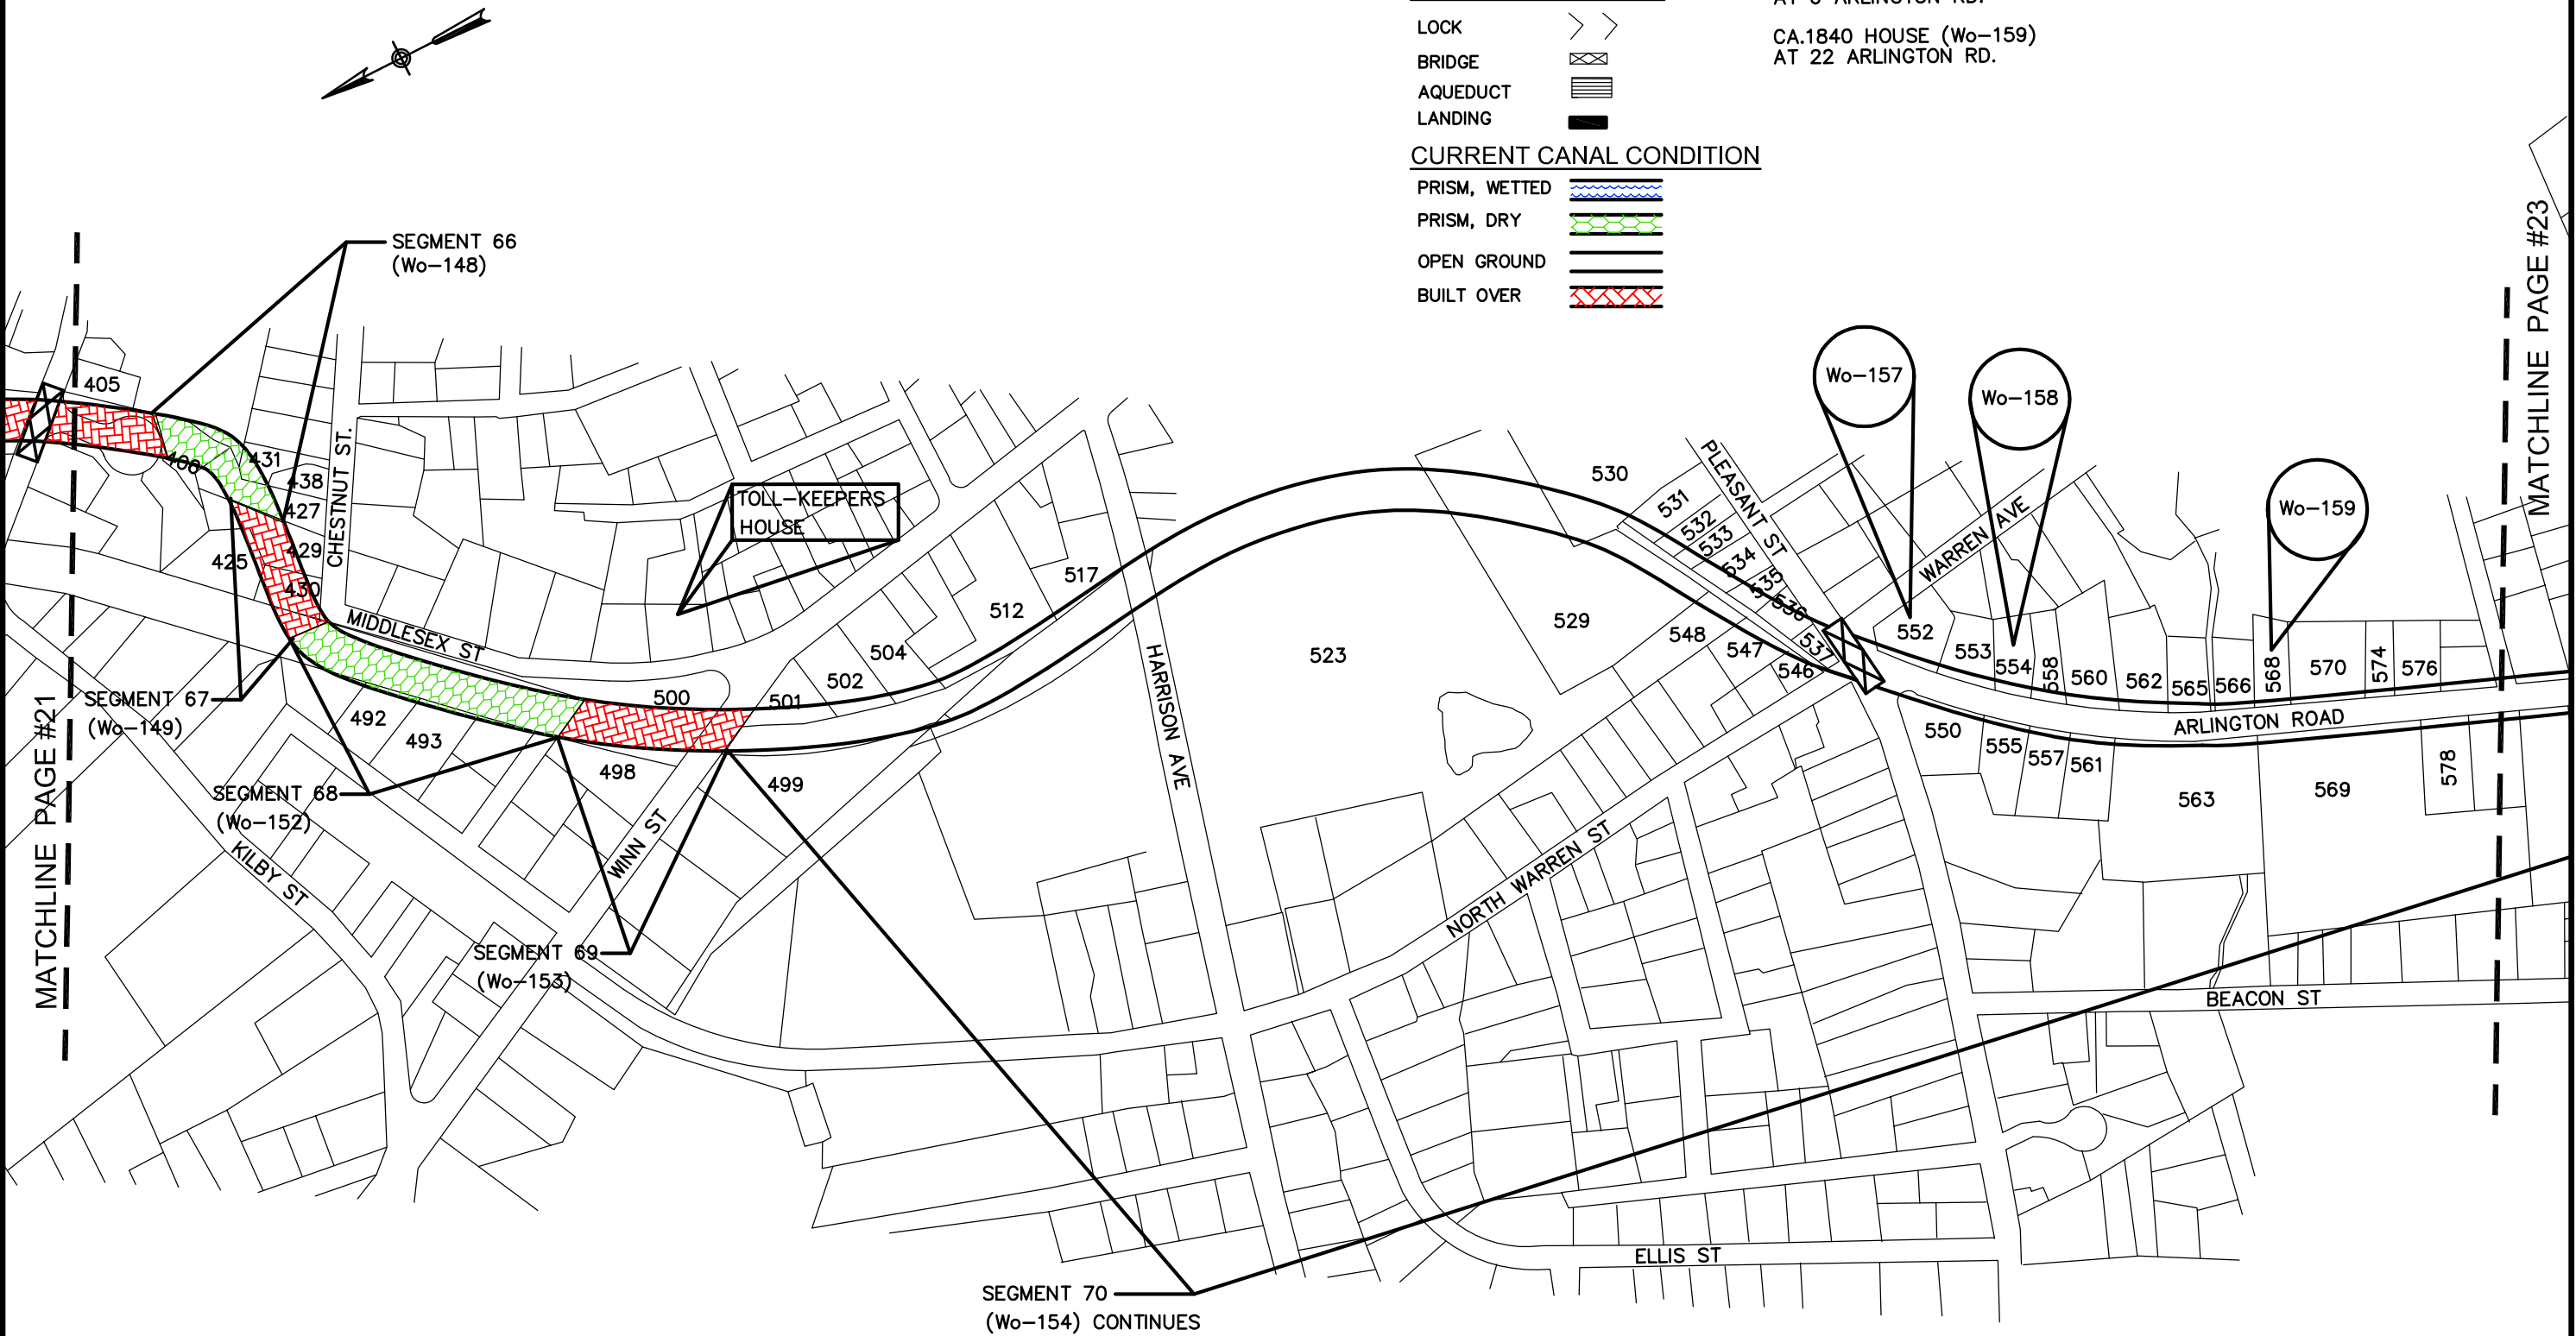 LOCK
BRIDGE
AQUEDUCT
LANDING
CURRENT CANAL CONDITION
PRISM, WETTED
PRISM, DRY
OPEN GROUND
BUILT OVER
AT 6 ARLINGTON RD.
CA.1840 HOUSE (Wo-159)
AT 22 ARLINGTON RD.
MATCHLINE PAGE #21
MATCHLINE PAGE #23
SEGMENT 66
(Wo-148)
405
408
431
438
427
429
425
430
CHESTNUT ST.
MIDDLESEX ST
TOLL-KEEPERS
HOUSE
SEGMENT 67
(Wo-149)
492
493
SEGMENT 68
(Wo-152)
KILBY ST
498
WINN ST
499
500
501
502
504
512
517
HARRISON AVE
523
529
530
531
532
533
534
535
536
537
PLEASANT ST
548
547
546
Wo-157
Wo-158
Wo-159
WARREN AVE
552
553
554
558
560
562
565
566
568
570
574
576
ARLINGTON ROAD
550
555
557
561
563
569
578
NORTH WARREN ST
BEACON ST
ELLIS ST
SEGMENT 69
(Wo-153)
SEGMENT 70
(Wo-154) CONTINUES